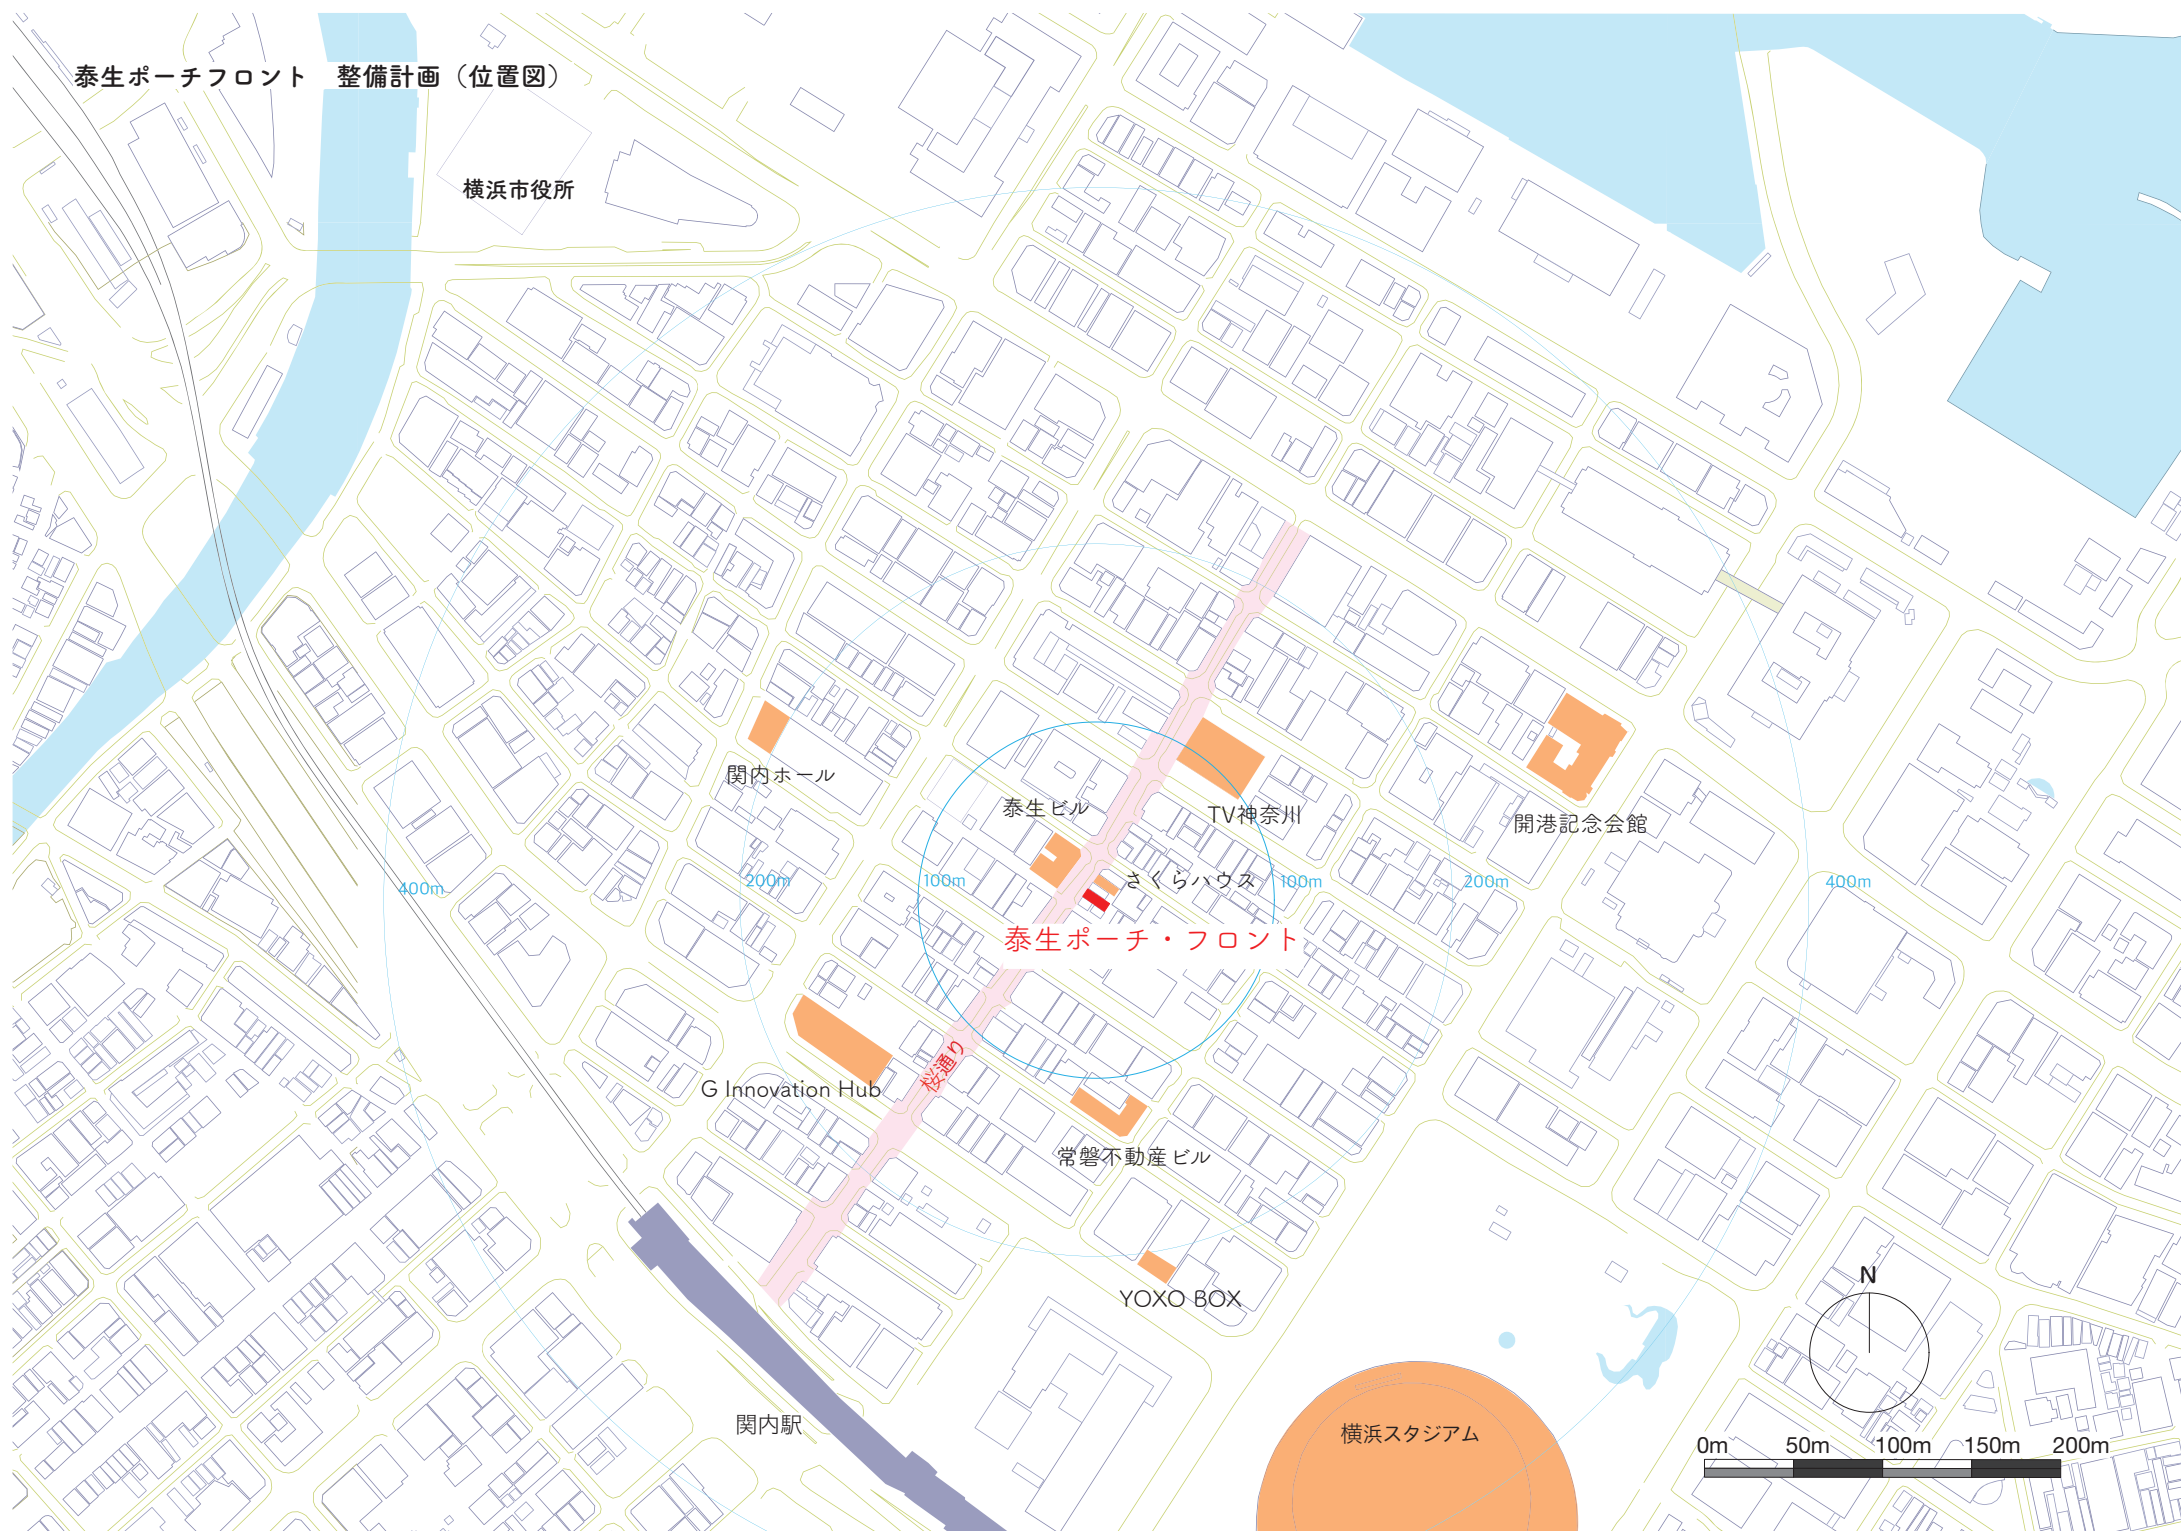 泰生ポーチフロント　整備計画（位置図）
横浜市役所
関内ホール
泰生ビル
TV神奈川
開港記念会館
400m
200m
100m
さくらハウス
100m
200m
400m
泰生ポーチ・フロント
桜通り
G Innovation Hub
常磐不動産ビル
YOXO BOX
N
関内駅
横浜スタジアム
0m 50m 100m 150m 200m